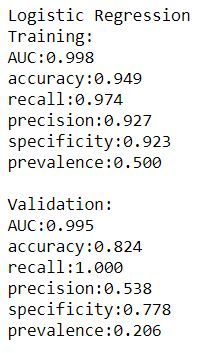 Logistic Regression
Training:
AUC:0.998
accuracy:0.949
recall:0.974
precision:0.927
specificity:0.923
prevalence:0.500

Validation:
AUC:0.995
accuracy:0.824
recall:1.000
precision:0.538
specificity:0.778
prevalence:0.206